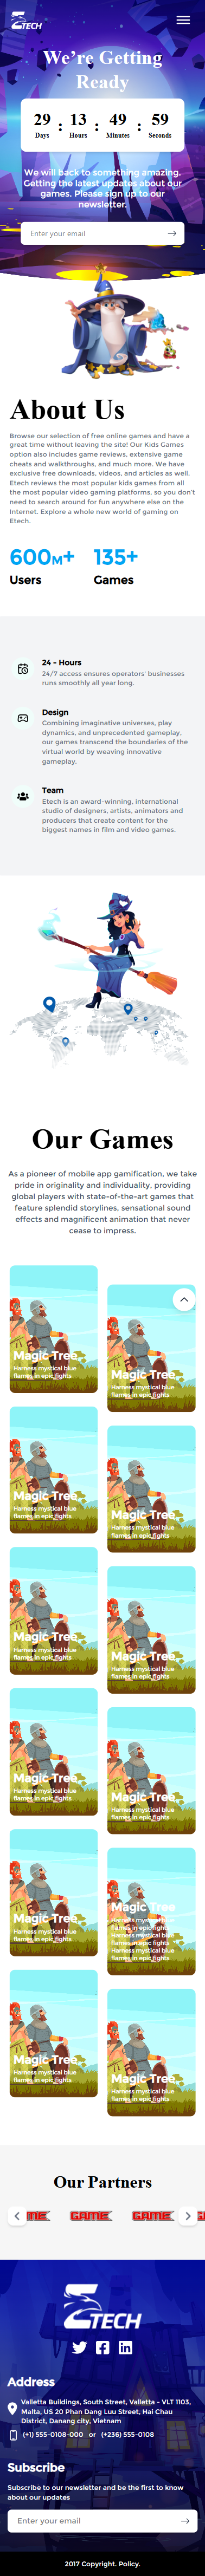 ETECH
We're Getting
Ready
29 : 13 : 49 : 59
Days Hours Minutes Seconds
We will back to something amazing.
Getting the latest updates about our
games. Please sign up to our
newsletter.
Enter your email
About Us
Browse our selection of free online games and have a
great time without leaving the site! Our Kids Games
option also includes game reviews, extensive game
cheats and walkthroughs, and much more. We have
exclusive free downloads, videos, and articles as well.
Etech reviews the most popular kids games from all
the most popular video gaming platforms, so you don't
need to search around for fun anywhere else on the
Internet. Explore a whole new world of gaming on
Etech.
600M+ 135+
Users Games
24 - Hours
24/7 access ensures operators' businesses
runs smoothly all year long.
Design
Combining imaginative universes, play
dynamics, and unprecedented gameplay,
our games transcend the boundaries of the
virtual world by weaving innovative
gameplay.
Team
Etech is an award-winning, international
studio of designers, artists, animators and
producers that create content for the
biggest names in film and video games.
Our Games
As a pioneer of mobile app gamification, we take
pride in originality and individuality, providing
global players with state-of-the-art games that
feature splendid storylines, sensational sound
effects and magnificent animation that never
cease to impress.
Magic Tree
Harness mystical blue
flames in epic fights
Magic Tree
Harness mystical blue
flames in epic fights
Magic Tree
Harness mystical blue
flames in epic fights
Magic Tree
Harness mystical blue
flames in epic fights
Magic Tree
Harness mystical blue
flames in epic fights
Magic Tree
Harness mystical blue
flames in epic fights
Magic Tree
Harness mystical blue
flames in epic fights
Magic Tree
Harness mystical blue
flames in epic fights
Magic Tree
Harness mystical blue
flames in epic fights
Magic Tree
Harness mystical blue
flames in epic fights
Harness mystical blue
flames in epic fights
Harness mystical blue
flames in epic fights
Magic Tree
Harness mystical blue
flames in epic fights
Magic Tree
Harness mystical blue
flames in epic fights
Our Partners
GAME GAME
ETECH
Address
Valletta Buildings, South Street, Valletta - VLT 1103,
Malta, US 20 Phan Dang Luu Street, Hai Chau
District, Danang city, Vietnam
(+1) 555-0108-000 or (+236) 555-0108
Subscribe
Subscribe to our newsletter and be the first to know
about our updates
Enter your email
2017 Copyright. Policy.